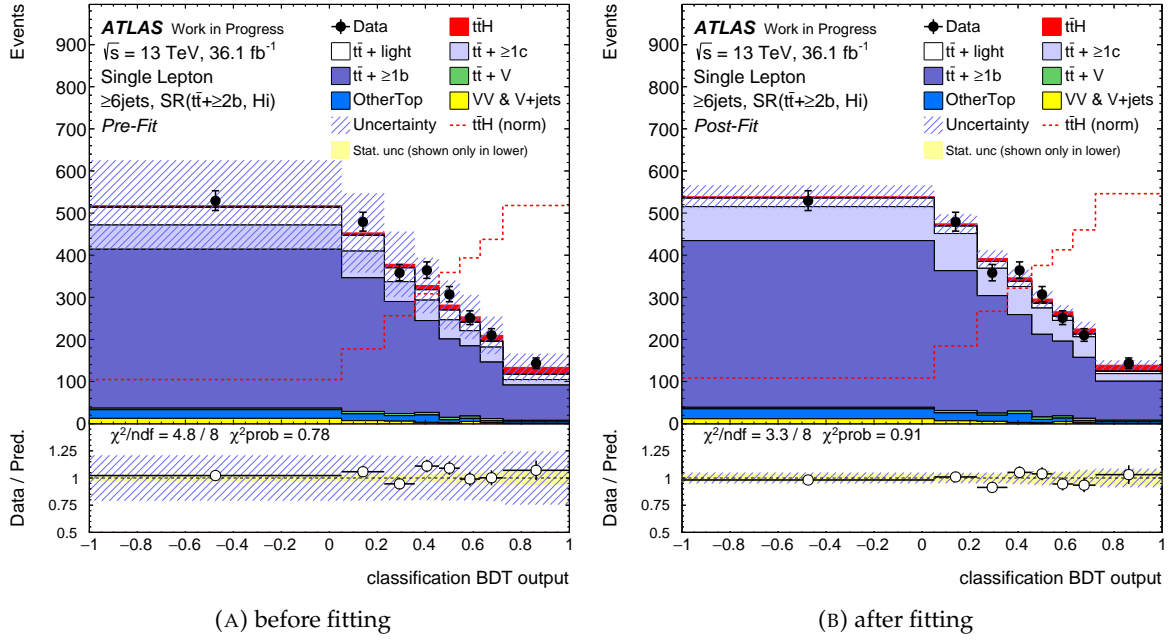 ATLAS Work in Progress
√s = 13 TeV, 36.1 fb⁻¹
Single Lepton
≥6jets, SR(tt̄+≥2b, Hi)
Pre-Fit
Data
tt̄H
tt̄ + light
tt̄ + ≥1c
tt̄ + ≥1b
tt̄ + V
OtherTop
VV & V+jets
Uncertainty
tt̄H (norm)
Stat. unc (shown only in lower)
Events
900
800
700
600
500
400
300
200
100
0
χ²/ndf = 4.8 / 8 χ²prob = 0.78
Data / Pred.
1.25
1
0.75
0.5
−1 −0.8 −0.6 −0.4 −0.2 0 0.2 0.4 0.6 0.8 1
classification BDT output
(A) before fitting
ATLAS Work in Progress
√s = 13 TeV, 36.1 fb⁻¹
Single Lepton
≥6jets, SR(tt̄+≥2b, Hi)
Post-Fit
Data
tt̄H
tt̄ + light
tt̄ + ≥1c
tt̄ + ≥1b
tt̄ + V
OtherTop
VV & V+jets
Uncertainty
tt̄H (norm)
Stat. unc (shown only in lower)
Events
900
800
700
600
500
400
300
200
100
0
χ²/ndf = 3.3 / 8 χ²prob = 0.91
Data / Pred.
1.25
1
0.75
0.5
−1 −0.8 −0.6 −0.4 −0.2 0 0.2 0.4 0.6 0.8 1
classification BDT output
(B) after fitting